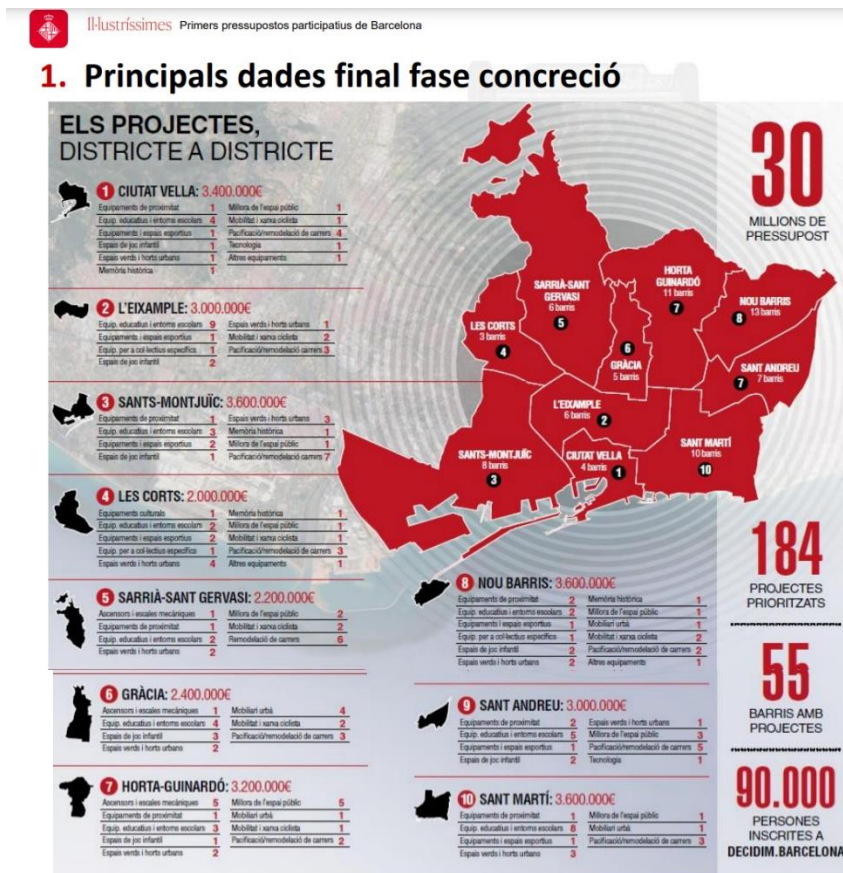 Il·lustríssimes Primers pressupostos participatius de Barcelona
1. Principals dades final fase concreció
ELS PROJECTES,
DISTRICTE A DISTRICTE
1 CIUTAT VELLA: 3.400.000€
Equipaments de proximitat 1 Millora de l'espai públic 1
Equip. educatius i entorns escolars 4 Mobilitat i xarxa ciclista 1
Equipaments i espais esportius 1 Pacificació/remodelació de carrers 4
Espais de joc infantil 1 Tecnologia 1
Espais verds i horts urbans 1 Altres equipaments 1
Memòria històrica 1
2 L'EIXAMPLE: 3.000.000€
Equip. educatius i entorns escolars 9 Espais verds i horts urbans 1
Equipaments i espais esportius 1 Mobilitat i xarxa ciclista 2
Equip. per a col·lectius específics 1 Pacificació/remodelació de carrers 3
Espais de joc infantil 2
3 SANTS-MONTJUÏC: 3.600.000€
Equipaments de proximitat 1 Espais verds i horts urbans 3
Equip. educatius i entorns escolars 3 Memòria històrica 1
Equipaments i espais esportius 2 Millora de l'espai públic 1
Espais de joc infantil 1 Pacificació/remodelació carrers 7
4 LES CORTS: 2.000.000€
Equipaments culturals 1 Memòria històrica 1
Equip. educatius i entorns escolars 2 Millora de l'espai públic 1
Equipaments i espais esportius 2 Mobilitat i xarxa ciclista 1
Equip. per a col·lectius específics 1 Pacificació/remodelació de carrers 3
Espais verds i horts urbans 4 Altres equipaments 1
5 SARRIÀ-SANT GERVASI: 2.200.000€
Ascensors i escales mecàniques 1 Millora de l'espai públic 2
Equipaments de proximitat 1 Mobilitat i xarxa ciclista 2
Equip. educatius i entorns escolars 2 Remodelació de carrers 6
Espais verds i horts urbans 2
6 GRÀCIA: 2.400.000€
Ascensors i escales mecàniques 1 Mobiliari urbà 4
Equip. educatius i entorns escolars 4 Mobilitat i xarxa ciclista 2
Espais de joc infantil 3 Pacificació/remodelació de carrers 3
Espais verds i horts urbans 2
7 HORTA-GUINARDÓ: 3.200.000€
Ascensors i escales mecàniques 5 Millora de l'espai públic 5
Equipaments de proximitat 1 Mobiliari urbà 1
Equip. educatius i entorns escolars 3 Mobilitat i xarxa ciclista 1
Espais de joc infantil 1 Pacificació/remodelació de carrers 2
Espais verds i horts urbans 2
8 NOU BARRIS: 3.600.000€
Equipaments de proximitat 2 Memòria històrica 1
Equip. educatius i entorns escolars 2 Millora de l'espai públic 1
Equipaments i espais esportius 1 Mobiliari urbà 1
Equip. per a col·lectius específics 1 Mobilitat i xarxa ciclista 2
Espais de joc infantil 2 Pacificació/remodelació de carrers 2
Espais verds i horts urbans 2 Altres equipaments 1
9 SANT ANDREU: 3.000.000€
Equipaments de proximitat 2 Espais verds i horts urbans 1
Equip. educatius i entorns escolars 5 Millora de l'espai públic 3
Equipaments i espais esportius 1 Pacificació/remodelació de carrers 5
Espais de joc infantil 2 Tecnologia 1
10 SANT MARTÍ: 3.600.000€
Equipaments de proximitat 1 Millora de l'espai públic 1
Equip. educatius i entorns escolars 8 Mobiliari urbà 1
Equipaments i espais esportius 1 Pacificació/remodelació de carrers 3
Espais verds i horts urbans 3
SARRIÀ-SANT
GERVASI
6 barris
5
HORTA
GUINARDÓ
11 barris
7
NOU BARRIS
13 barris
8
LES CORTS
3 barris
4
6
GRÀCIA
5 barris
SANT ANDREU
7 barris
7
L'EIXAMPLE
6 barris
2
SANTS-MONTJUÏC
8 barris
3
CIUTAT VELLA
4 barris
1
SANT MARTÍ
10 barris
10
30
MILLIONS DE
PRESSUPOST
184
PROJECTES
PRIORITZATS
55
BARRIS AMB
PROJECTES
90.000
PERSONES
INSCRITES A
DECIDIM.BARCELONA